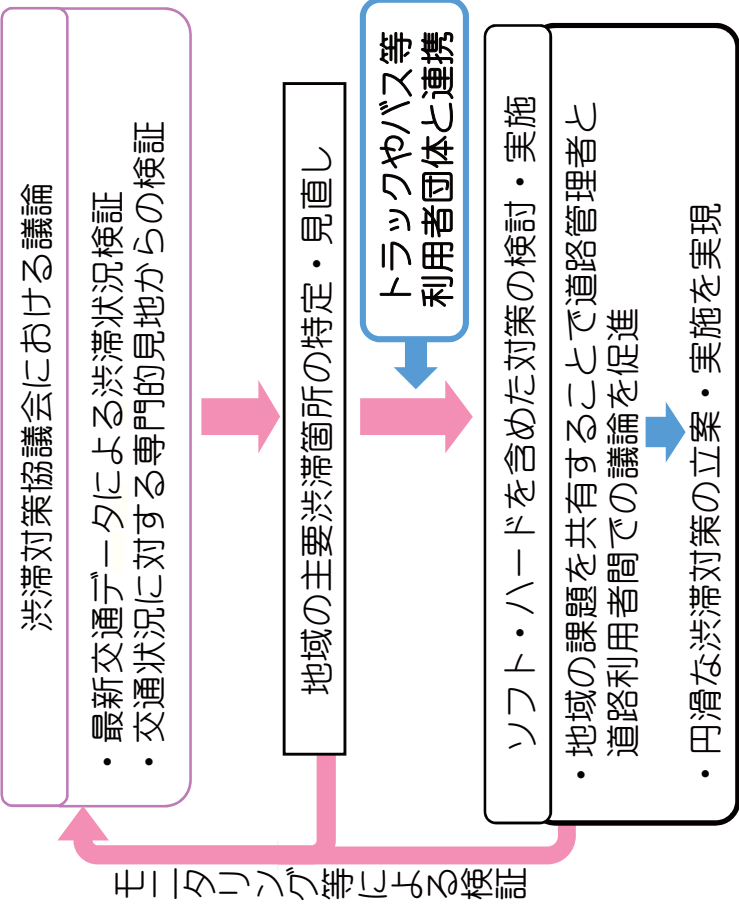 渋滞対策協議会における議論
・最新交通データによる渋滞状況検証
・交通状況に対する専門的見地からの検証
地域の主要渋滞箇所の特定・見直し
トラックやバス等
利用者団体と連携
ソフト・ハードを含めた対策の検討・実施
・地域の課題を共有することで道路管理者と
道路利用者間での議論を促進
・円滑な渋滞対策の立案・実施を実現
モニタリング等による検証